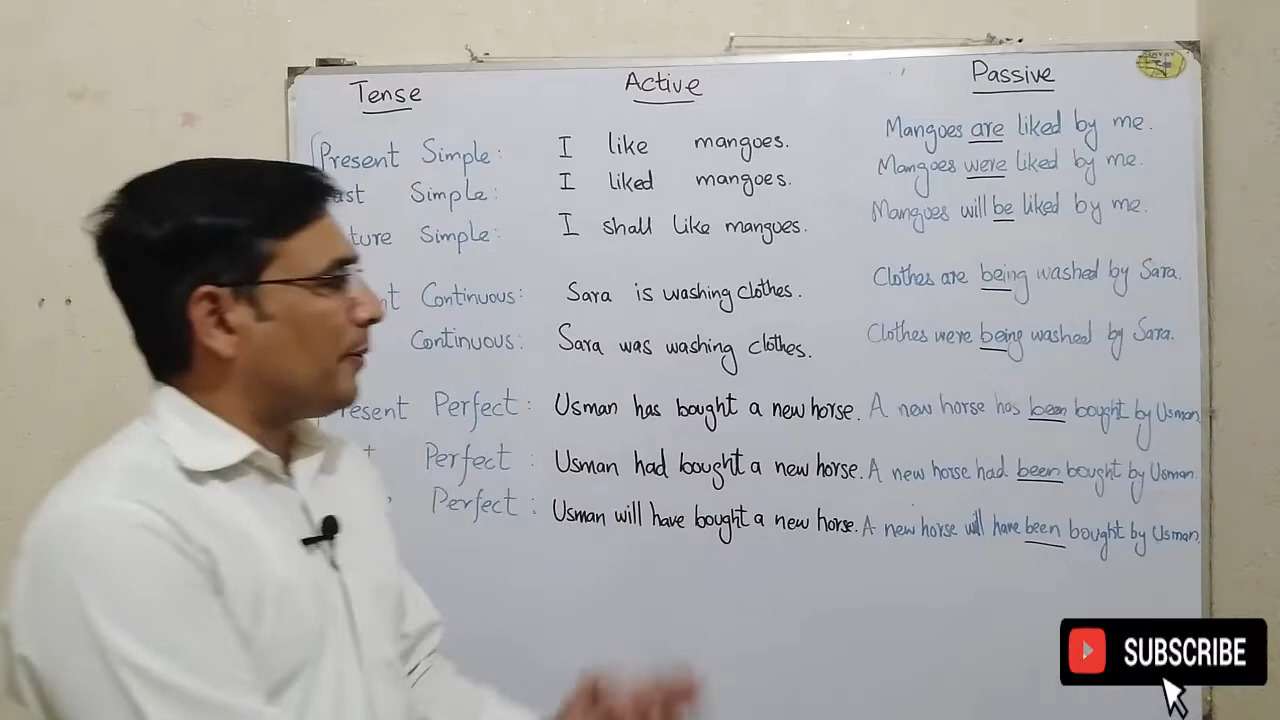 Tense Active Passive
Present Simple: I like mangoes. Mangoes are liked by me.
Simple: I liked mangoes. Mangoes were liked by me.
Simple: I shall like mangoes. Mangoes will be liked by me.
Continuous: Sara is washing clothes. Clothes are being washed by Sara.
Continuous: Sara was washing clothes. Clothes were being washed by Sara.
Present Perfect: Usman has bought a new horse. A new horse has been bought by Usman.
Perfect: Usman had bought a new horse. A new horse had been bought by Usman.
Perfect: Usman will have bought a new horse. A new horse will have been bought by Usman.
SUBSCRIBE